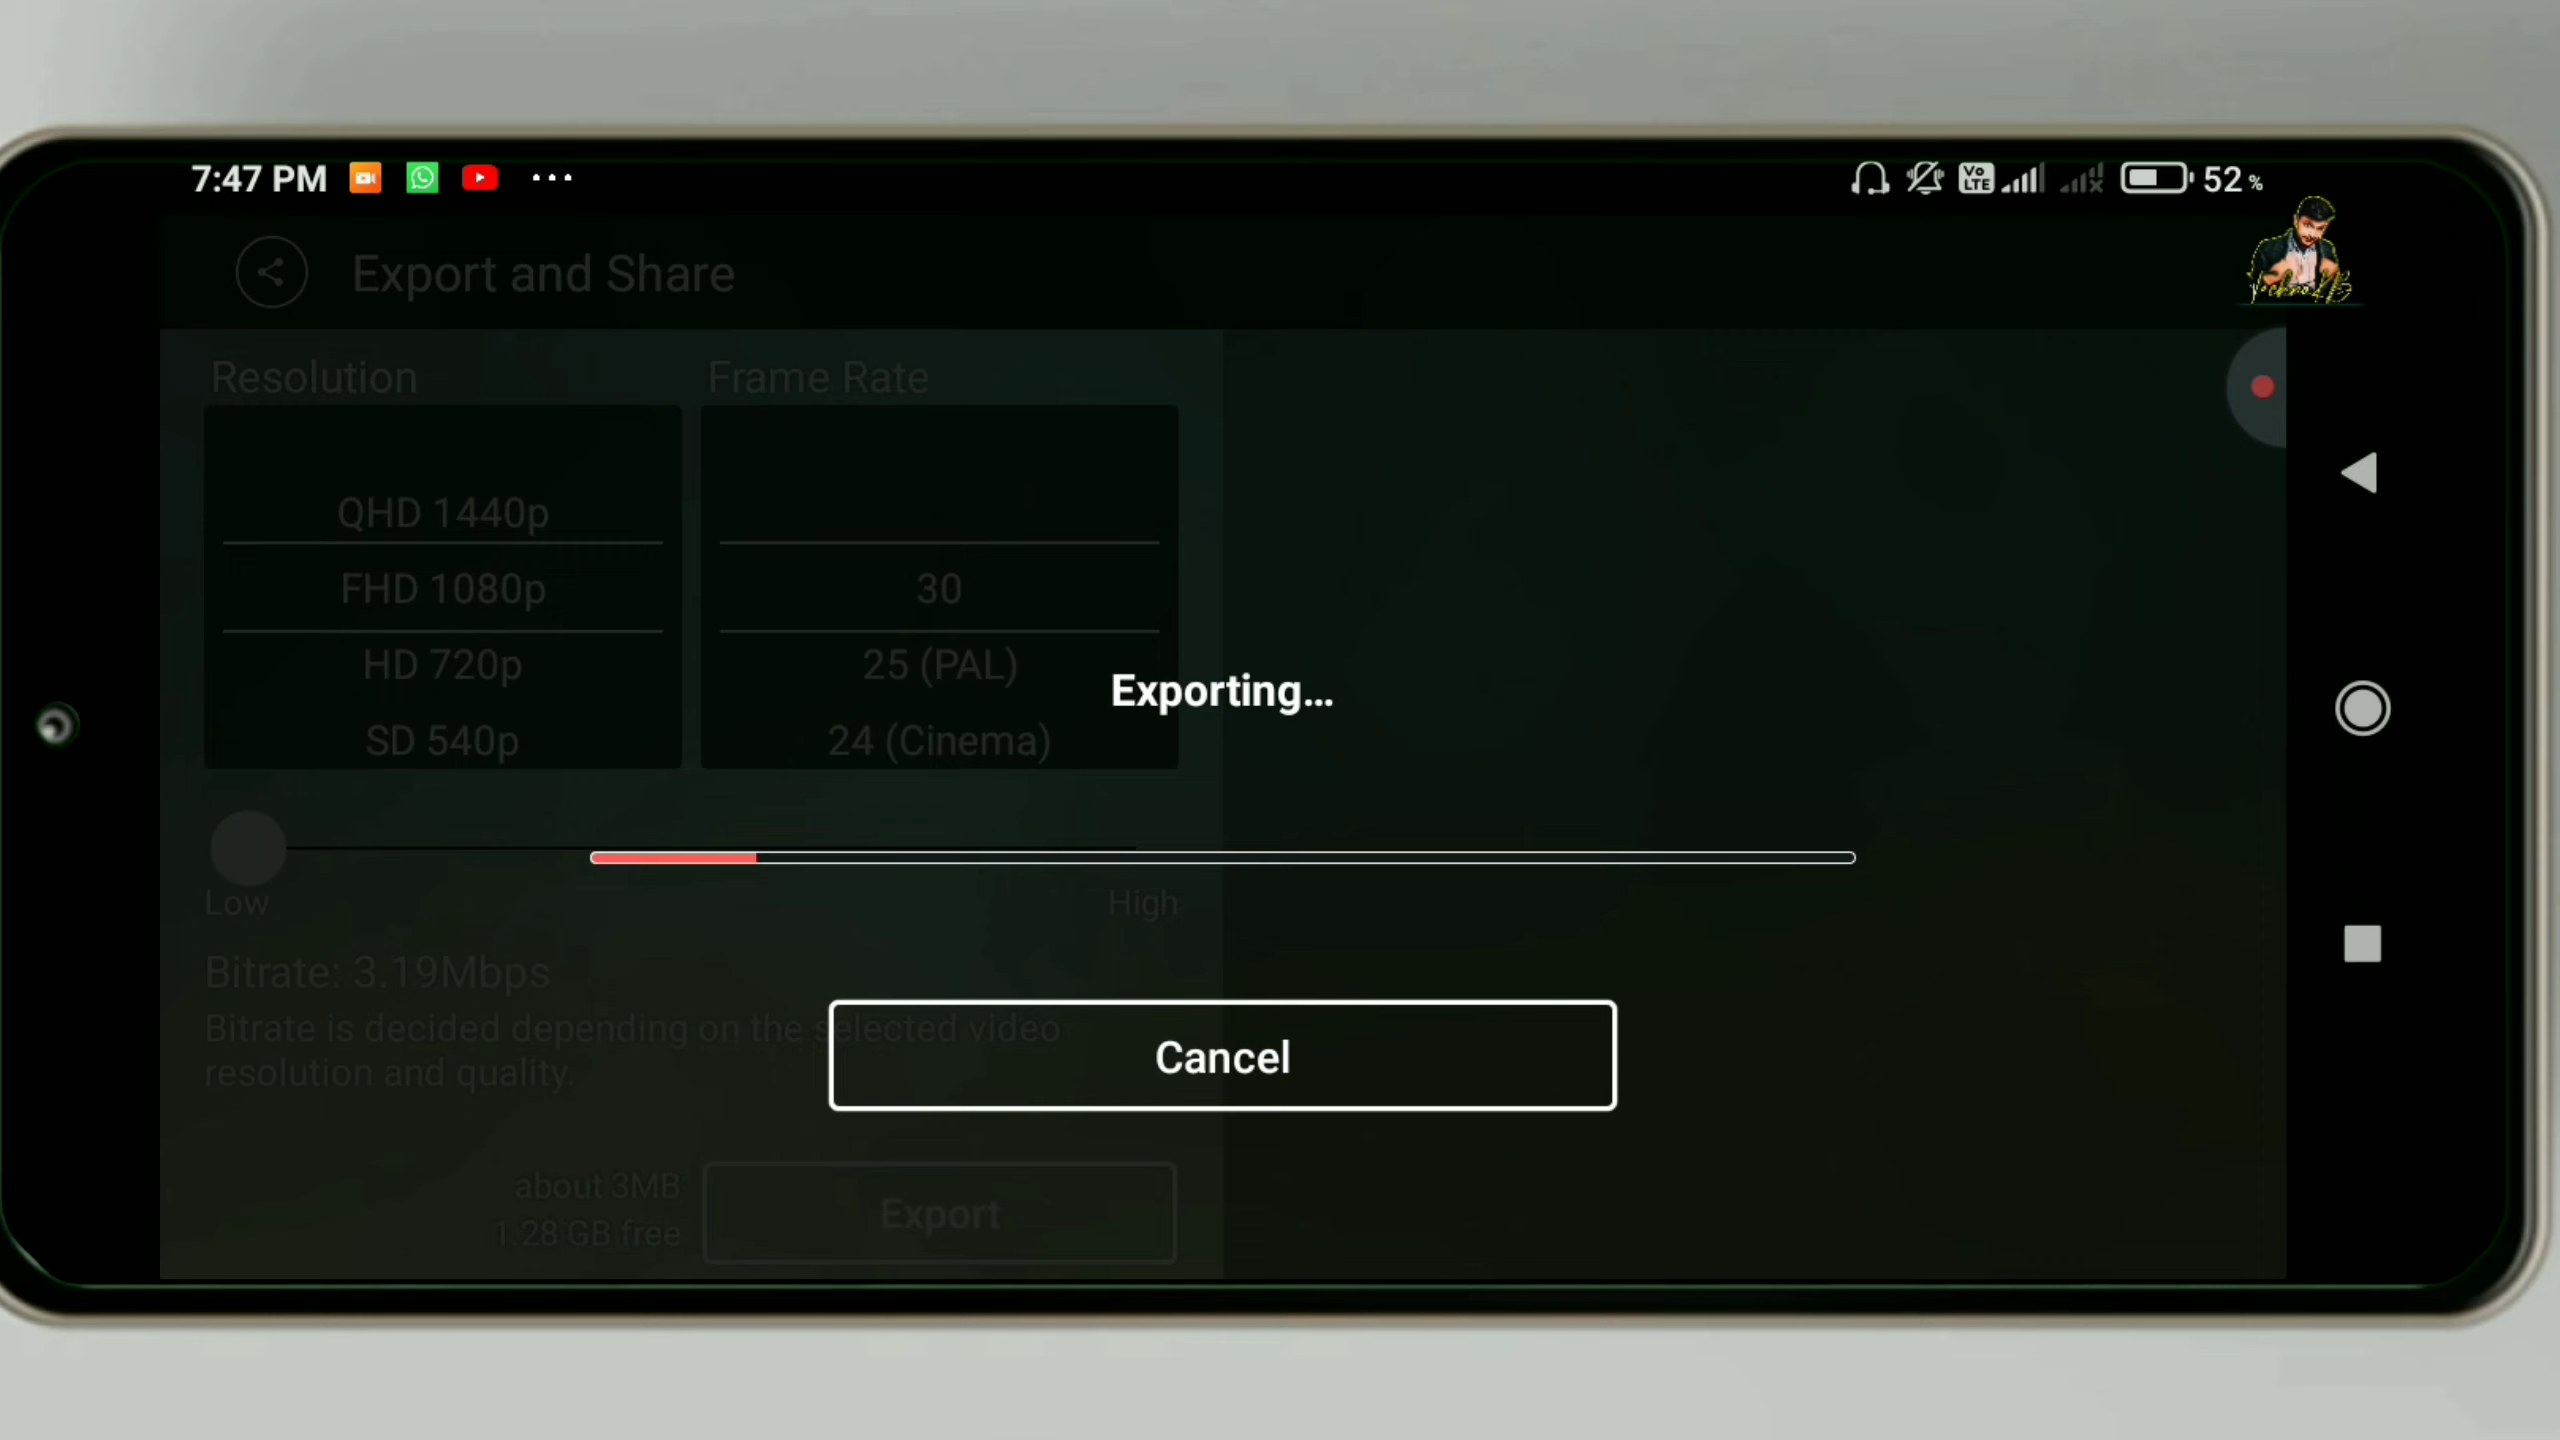 7:47 PM
52 %
Export and Share
Resolution
Frame Rate
QHD 1440p
FHD 1080p
30
HD 720p
25 (PAL)
SD 540p
24 (Cinema)
Exporting...
Low
High
Bitrate: 3.19Mbps
Bitrate is decided depending on the selected video
resolution and quality.
Cancel
about 3MB
1.28 GB free
Export